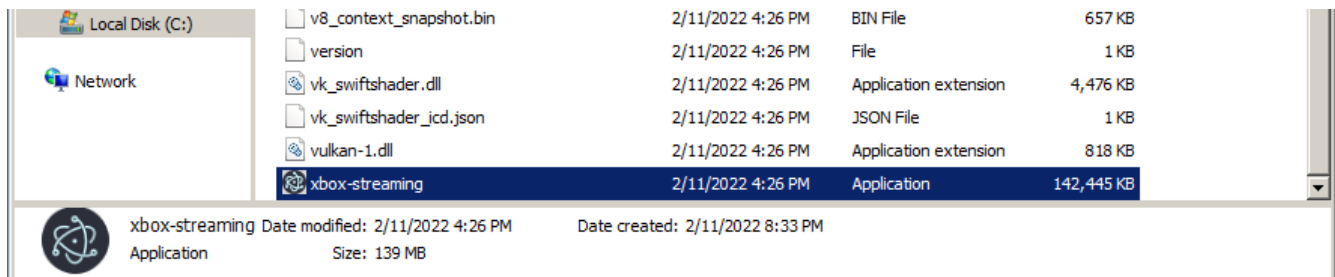 Local Disk (C:)
Network
v8_context_snapshot.bin 2/11/2022 4:26 PM BIN File 657 KB
version 2/11/2022 4:26 PM File 1 KB
vk_swiftshader.dll 2/11/2022 4:26 PM Application extension 4,476 KB
vk_swiftshader_icd.json 2/11/2022 4:26 PM JSON File 1 KB
vulkan-1.dll 2/11/2022 4:26 PM Application extension 818 KB
xbox-streaming 2/11/2022 4:26 PM Application 142,445 KB
xbox-streaming Date modified: 2/11/2022 4:26 PM Date created: 2/11/2022 8:33 PM
Application Size: 139 MB